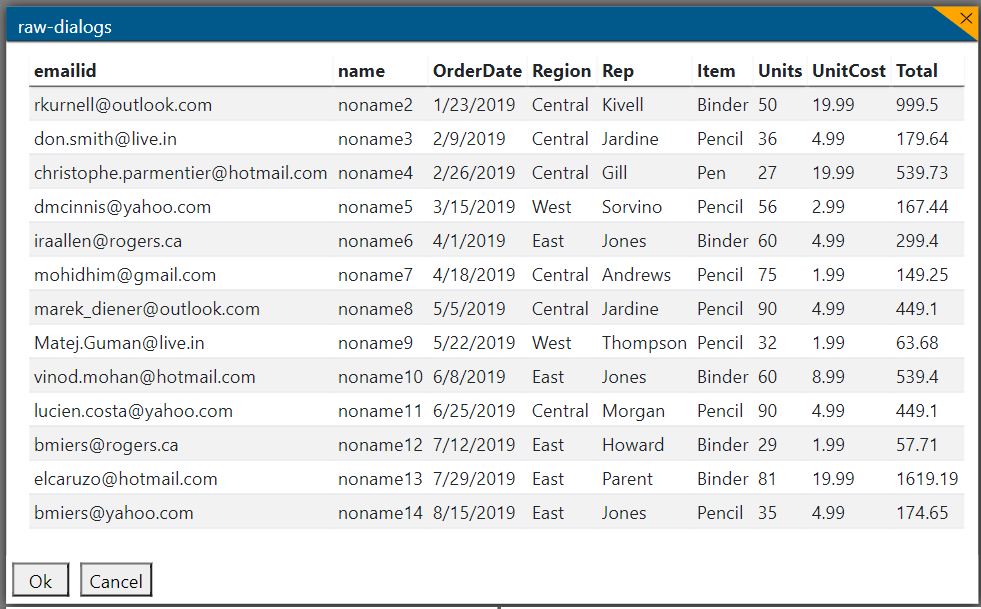 raw-dialogs
emailid name OrderDate Region Rep Item Units UnitCost Total
rkurnell@outlook.com noname2 1/23/2019 Central Kivell Binder 50 19.99 999.5
don.smith@live.in noname3 2/9/2019 Central Jardine Pencil 36 4.99 179.64
christophe.parmentier@hotmail.com noname4 2/26/2019 Central Gill Pen 27 19.99 539.73
dmcinnis@yahoo.com noname5 3/15/2019 West Sorvino Pencil 56 2.99 167.44
iraallen@rogers.ca noname6 4/1/2019 East Jones Binder 60 4.99 299.4
mohidhim@gmail.com noname7 4/18/2019 Central Andrews Pencil 75 1.99 149.25
marek_diener@outlook.com noname8 5/5/2019 Central Jardine Pencil 90 4.99 449.1
Matej.Guman@live.in noname9 5/22/2019 West Thompson Pencil 32 1.99 63.68
vinod.mohan@hotmail.com noname10 6/8/2019 East Jones Binder 60 8.99 539.4
lucien.costa@yahoo.com noname11 6/25/2019 Central Morgan Pencil 90 4.99 449.1
bmiers@rogers.ca noname12 7/12/2019 East Howard Binder 29 1.99 57.71
elcaruzo@hotmail.com noname13 7/29/2019 East Parent Binder 81 19.99 1619.19
bmiers@yahoo.com noname14 8/15/2019 East Jones Pencil 35 4.99 174.65
Ok Cancel